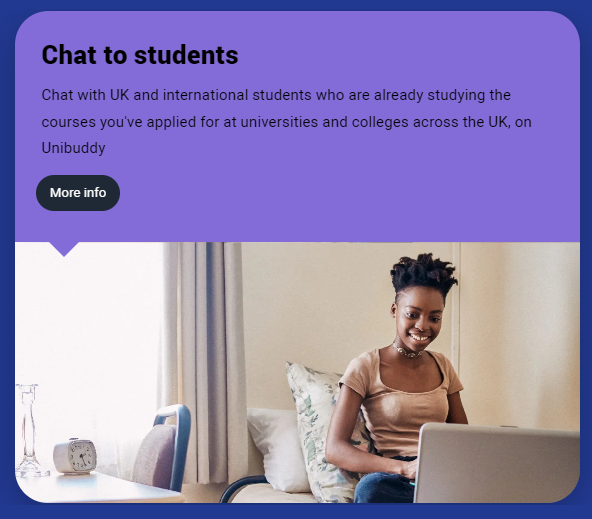 Chat to students
Chat with UK and international students who are already studying the
courses you've applied for at universities and colleges across the UK, on
Unibuddy
More info